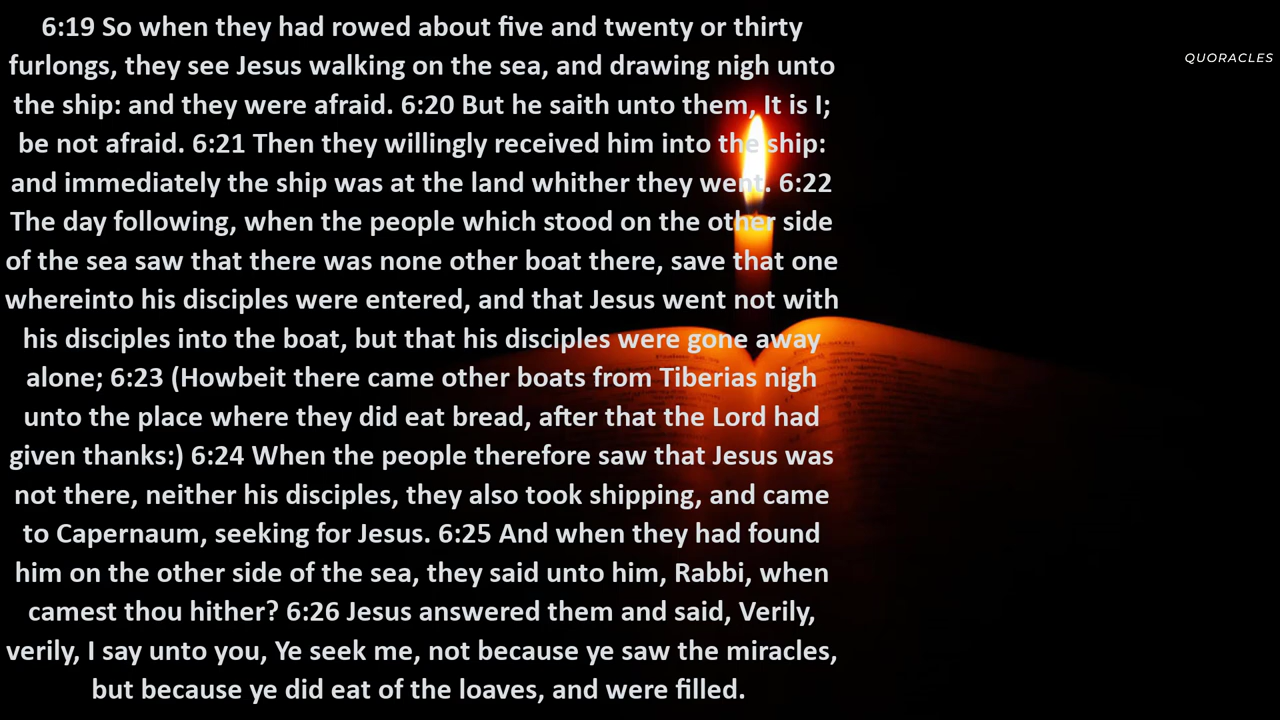 6:19 So when they had rowed about five and twenty or thirty
furlongs, they see Jesus walking on the sea, and drawing nigh unto
the ship: and they were afraid. 6:20 But he saith unto them, It is I;
be not afraid. 6:21 Then they willingly received him into the ship:
and immediately the ship was at the land whither they went. 6:22
The day following, when the people which stood on the other side
of the sea saw that there was none other boat there, save that one
whereinto his disciples were entered, and that Jesus went not with
his disciples into the boat, but that his disciples were gone away
alone; 6:23 (Howbeit there came other boats from Tiberias nigh
unto the place where they did eat bread, after that the Lord had
given thanks:) 6:24 When the people therefore saw that Jesus was
not there, neither his disciples, they also took shipping, and came
to Capernaum, seeking for Jesus. 6:25 And when they had found
him on the other side of the sea, they said unto him, Rabbi, when
camest thou hither? 6:26 Jesus answered them and said, Verily,
verily, I say unto you, Ye seek me, not because ye saw the miracles,
but because ye did eat of the loaves, and were filled.
QUORACLES